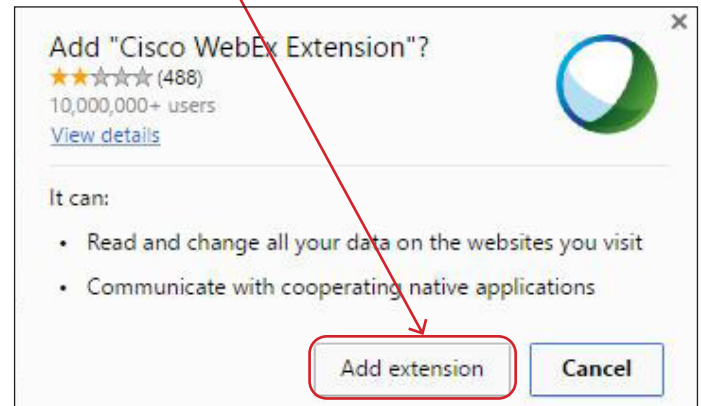 Add "Cisco WebEx Extension"?
(488)
10,000,000+ users
View details
It can:
• Read and change all your data on the websites you visit
• Communicate with cooperating native applications
Add extension
Cancel